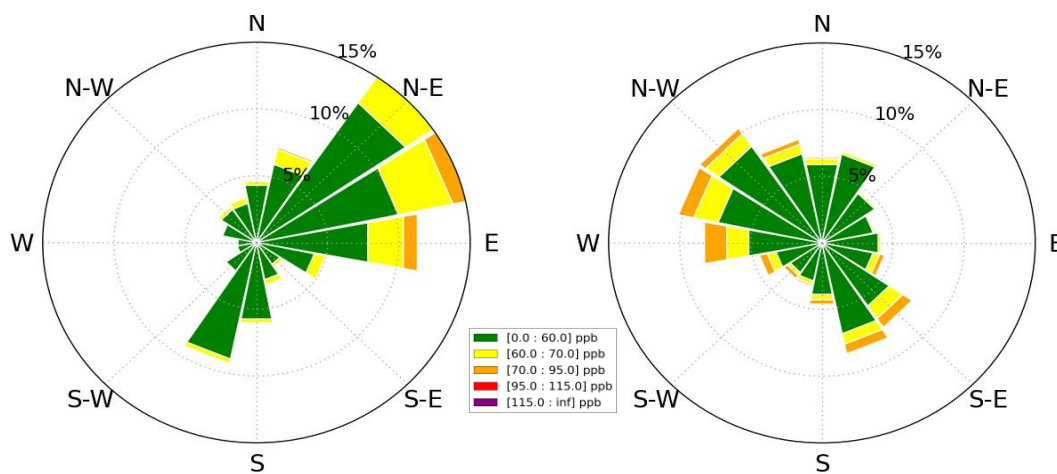 N
15%
N-W
N-E
10%
5%
W
E
S-W
S-E
S
N
15%
N-W
N-E
10%
5%
W
E
S-W
S-E
S
[0.0 : 60.0] ppb
[60.0 : 70.0] ppb
[70.0 : 95.0] ppb
[95.0 : 115.0] ppb
[115.0 : inf] ppb